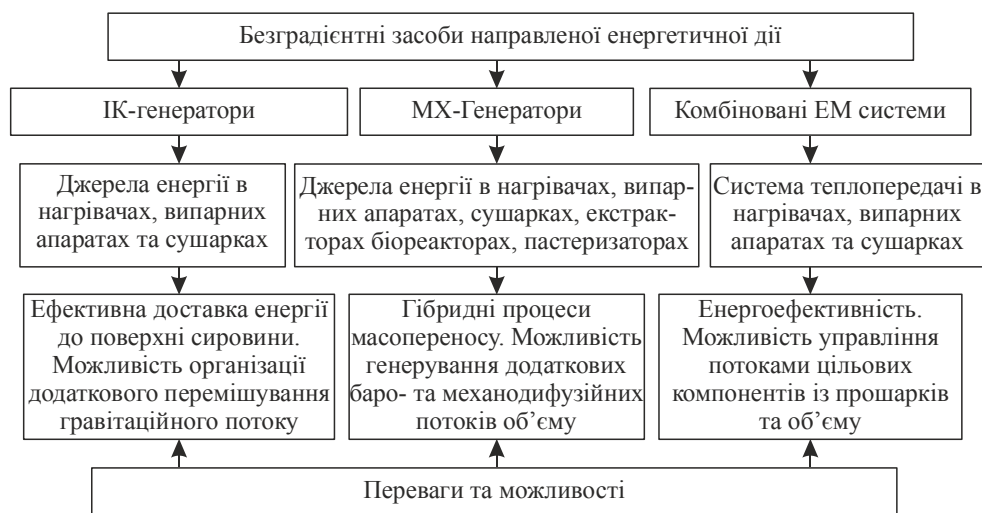 Безградієнтні засоби направленої енергетичної дії
ІК-генератори
МХ-Генератори
Комбіновані ЕМ системи
Джерела енергії в
нагрівачах, випарних
апаратах та сушарках
Джерела енергії в нагрівачах, випар-
них апаратах, сушарках, екстрак-
торах біореакторах, пастеризаторах
Система теплопередачі в
нагрівачах, випарних
апаратах та сушарках
Ефективна доставка енергії
до поверхні сировини.
Можливість організації
додаткового перемішування
гравітаційного потоку
Гібридні процеси
масопереносу. Можливість
генерування додаткових
баро- та механодифузійних
потоків об’єму
Енергоефективність.
Можливість управління
потоками цільових
компонентів із прошарків
та об’єму
Переваги та можливості